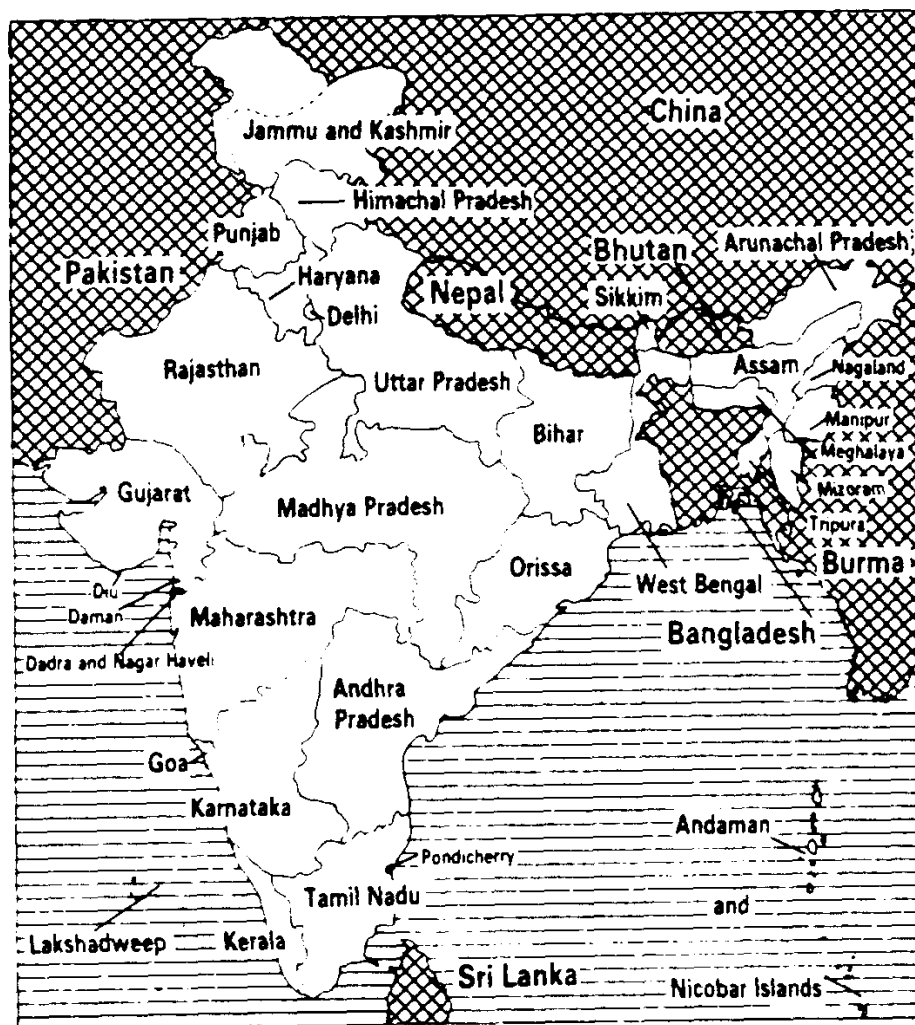 China
Jammu and Kashmir
Himachal Pradesh
Punjab
Arunachal Pradesh
Bhutan
Pakistan
Haryana
Nepal
Sikkim
Delhi
Rajasthan
Assam
Nagaland
Uttar Pradesh
Manipur
Bihar
Meghalaya
Gujarat
Mizoram
Madhya Pradesh
Tripura
Orissa
Burma
West Bengal
Diu
Daman
Maharashtra
Bangladesh
Dadra and Nagar Haveli
Andhra
Pradesh
Goa
Karnataka
Andaman
Pondicherry
Tamil Nadu
and
Lakshadweep
Kerala
Sri Lanka
Nicobar Islands